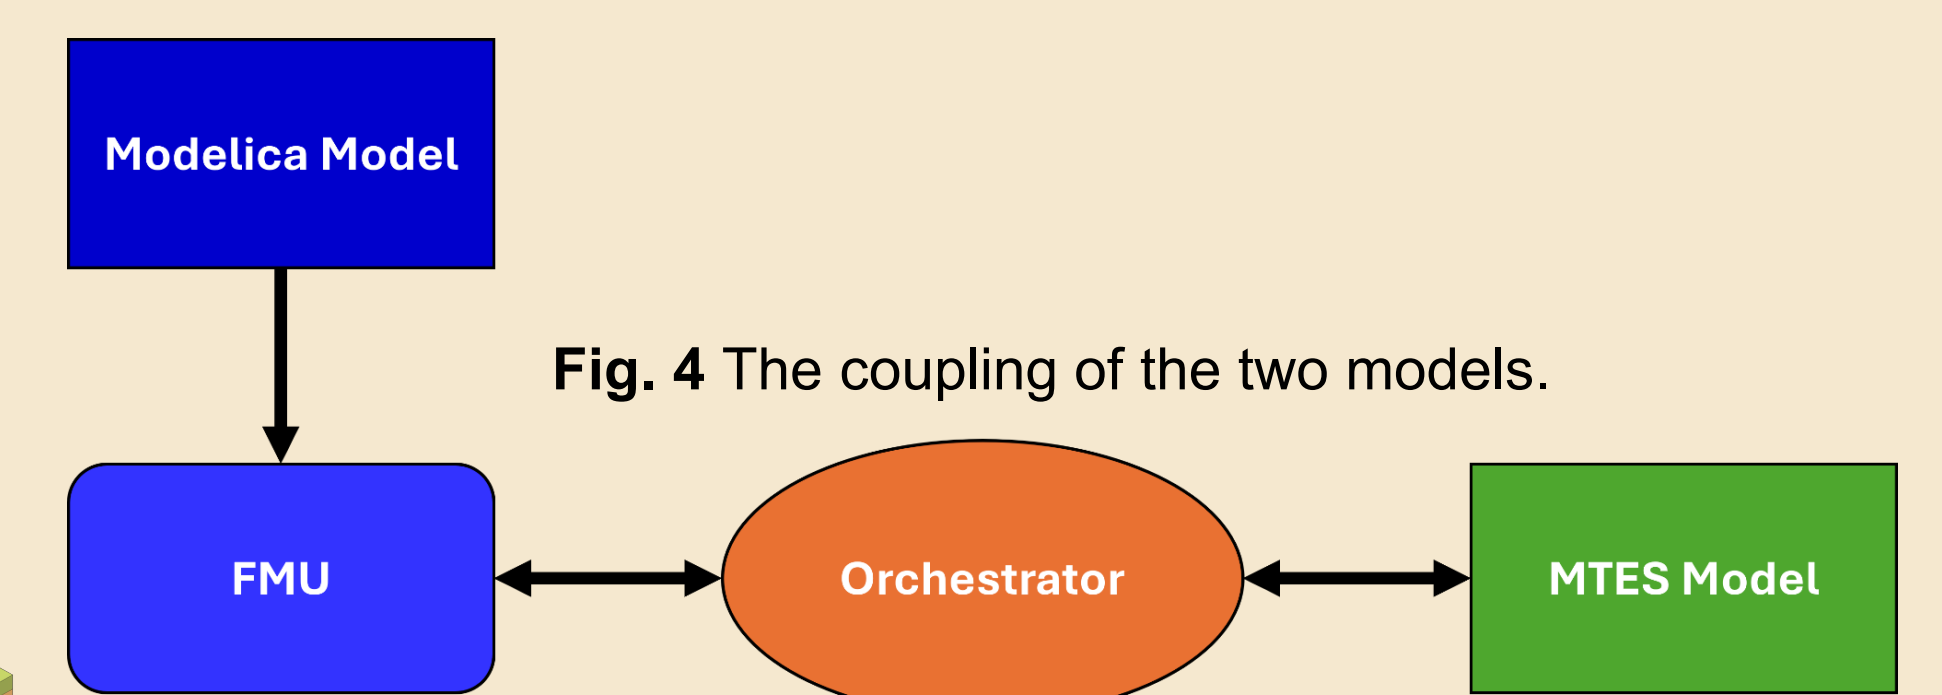 Modelica Model
Fig. 4 The coupling of the two models.
FMU
Orchestrator
MTES Model